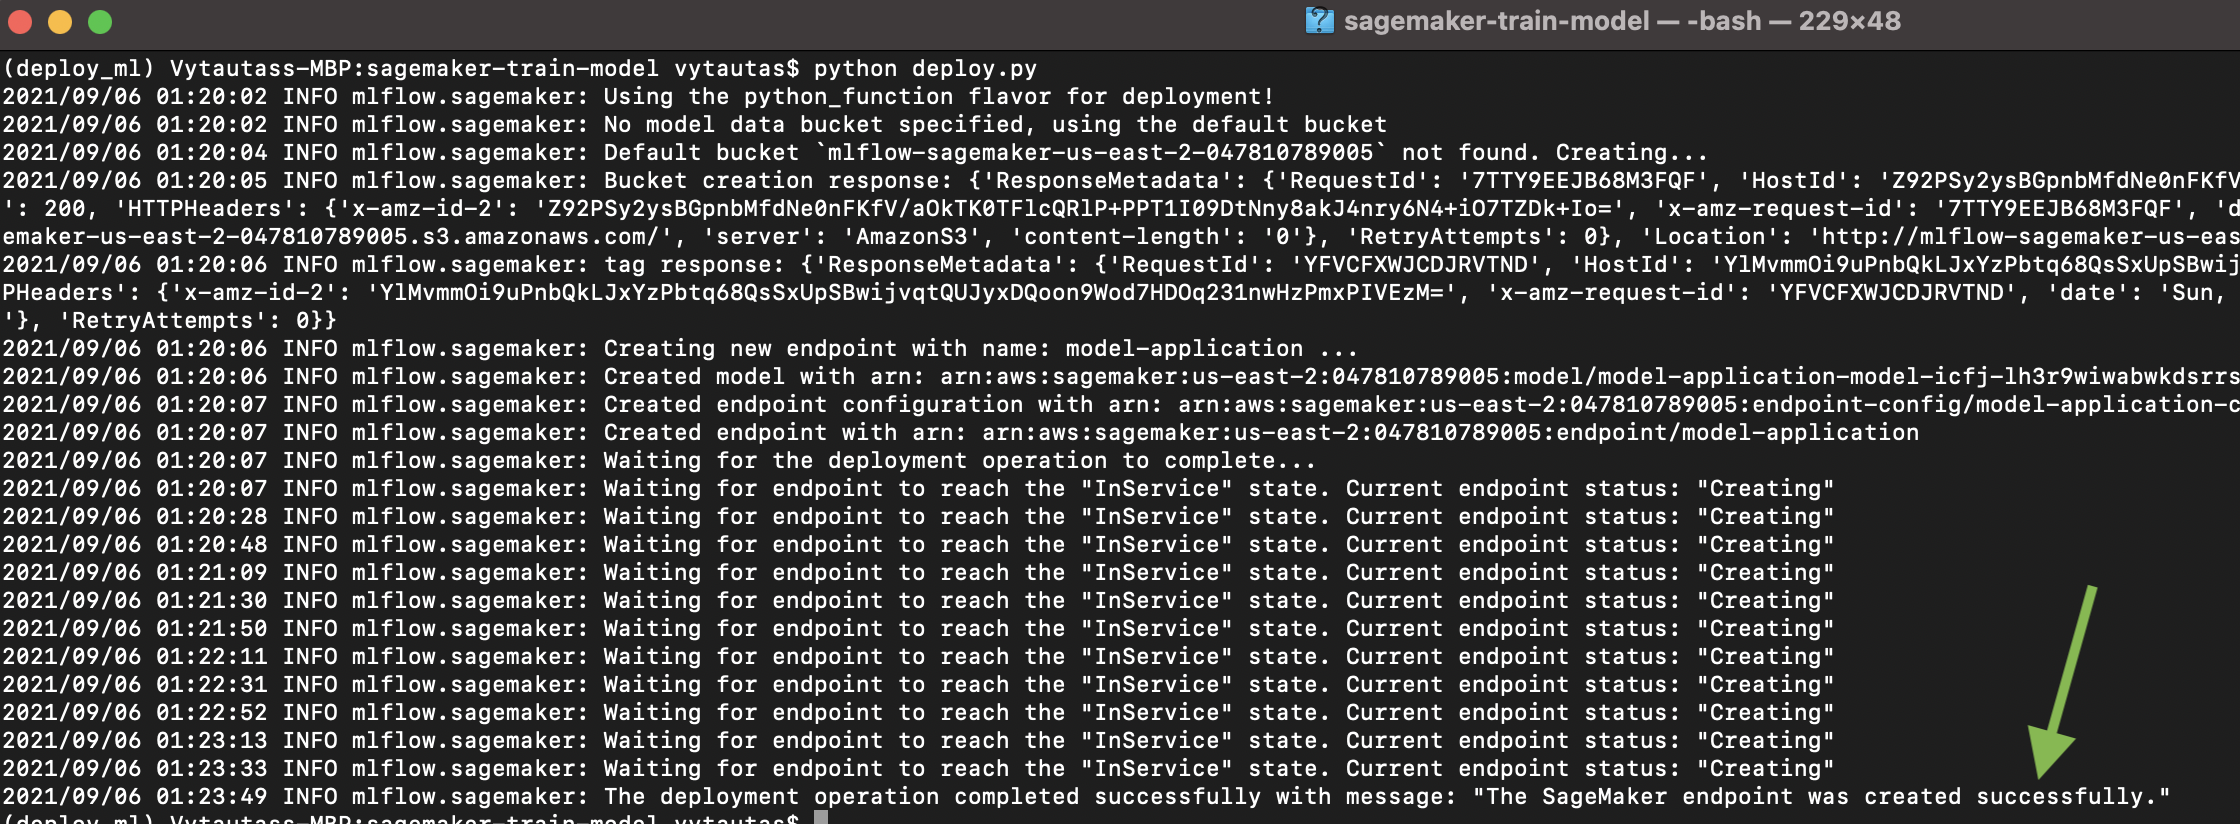 sagemaker-train-model — -bash — 229×48
(deploy_ml) Vytautass-MBP:sagemaker-train-model vytautas$ python deploy.py
2021/09/06 01:20:02 INFO mlflow.sagemaker: Using the python_function flavor for deployment!
2021/09/06 01:20:02 INFO mlflow.sagemaker: No model data bucket specified, using the default bucket
2021/09/06 01:20:04 INFO mlflow.sagemaker: Default bucket `mlflow-sagemaker-us-east-2-047810789005` not found. Creating...
2021/09/06 01:20:05 INFO mlflow.sagemaker: Bucket creation response: {'ResponseMetadata': {'RequestId': '7TTY9EEJB68M3FQF', 'HostId': 'Z92PSy2ysBGpnbMfdNe0nFKfV
': 200, 'HTTPHeaders': {'x-amz-id-2': 'Z92PSy2ysBGpnbMfdNe0nFKfV/aOkTK0TFlcQRlP+PPT1I09DtNny8akJ4nry6N4+iO7TZDk+Io=', 'x-amz-request-id': '7TTY9EEJB68M3FQF', 'd
emaker-us-east-2-047810789005.s3.amazonaws.com/', 'server': 'AmazonS3', 'content-length': '0'}, 'RetryAttempts': 0}, 'Location': 'http://mlflow-sagemaker-us-eas
2021/09/06 01:20:06 INFO mlflow.sagemaker: tag response: {'ResponseMetadata': {'RequestId': 'YFVCFXWJCDJRVTND', 'HostId': 'YlMvmmOi9uPnbQkLJxYzPbtq68QsSxUpSBwij
PHeaders': {'x-amz-id-2': 'YlMvmmOi9uPnbQkLJxYzPbtq68QsSxUpSBwijvqtQUJyxDQoon9Wod7HDOq231nwHzPmxPIVEzM=', 'x-amz-request-id': 'YFVCFXWJCDJRVTND', 'date': 'Sun,
'}, 'RetryAttempts': 0}}
2021/09/06 01:20:06 INFO mlflow.sagemaker: Creating new endpoint with name: model-application ...
2021/09/06 01:20:06 INFO mlflow.sagemaker: Created model with arn: arn:aws:sagemaker:us-east-2:047810789005:model/model-application-model-icfj-lh3r9wiwabwkdsrrs
2021/09/06 01:20:07 INFO mlflow.sagemaker: Created endpoint configuration with arn: arn:aws:sagemaker:us-east-2:047810789005:endpoint-config/model-application-c
2021/09/06 01:20:07 INFO mlflow.sagemaker: Created endpoint with arn: arn:aws:sagemaker:us-east-2:047810789005:endpoint/model-application
2021/09/06 01:20:07 INFO mlflow.sagemaker: Waiting for the deployment operation to complete...
2021/09/06 01:20:07 INFO mlflow.sagemaker: Waiting for endpoint to reach the "InService" state. Current endpoint status: "Creating"
2021/09/06 01:20:28 INFO mlflow.sagemaker: Waiting for endpoint to reach the "InService" state. Current endpoint status: "Creating"
2021/09/06 01:20:48 INFO mlflow.sagemaker: Waiting for endpoint to reach the "InService" state. Current endpoint status: "Creating"
2021/09/06 01:21:09 INFO mlflow.sagemaker: Waiting for endpoint to reach the "InService" state. Current endpoint status: "Creating"
2021/09/06 01:21:30 INFO mlflow.sagemaker: Waiting for endpoint to reach the "InService" state. Current endpoint status: "Creating"
2021/09/06 01:21:50 INFO mlflow.sagemaker: Waiting for endpoint to reach the "InService" state. Current endpoint status: "Creating"
2021/09/06 01:22:11 INFO mlflow.sagemaker: Waiting for endpoint to reach the "InService" state. Current endpoint status: "Creating"
2021/09/06 01:22:31 INFO mlflow.sagemaker: Waiting for endpoint to reach the "InService" state. Current endpoint status: "Creating"
2021/09/06 01:22:52 INFO mlflow.sagemaker: Waiting for endpoint to reach the "InService" state. Current endpoint status: "Creating"
2021/09/06 01:23:13 INFO mlflow.sagemaker: Waiting for endpoint to reach the "InService" state. Current endpoint status: "Creating"
2021/09/06 01:23:33 INFO mlflow.sagemaker: Waiting for endpoint to reach the "InService" state. Current endpoint status: "Creating"
2021/09/06 01:23:49 INFO mlflow.sagemaker: The deployment operation completed successfully with message: "The SageMaker endpoint was created successfully."
(deploy_ml) Vytautass-MBP:sagemaker-train-model vytautas$